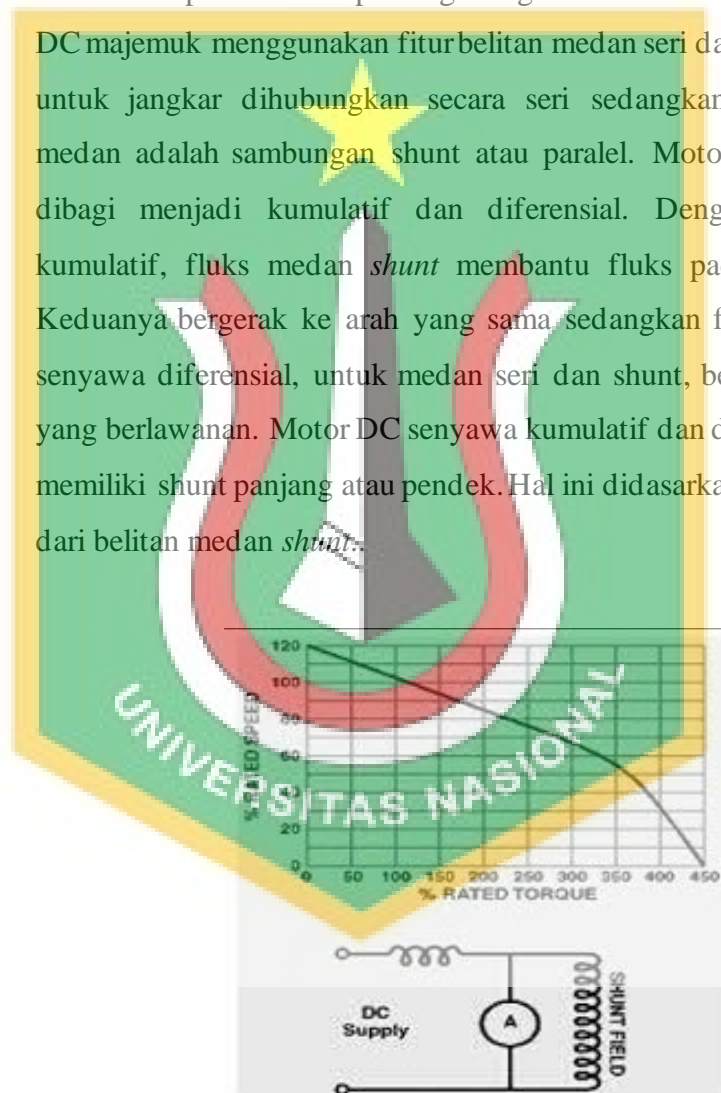 DC majemuk menggunakan fitur belitan medan seri da
untuk jangkar dihubungkan secara seri sedangkan
medan adalah sambungan shunt atau paralel. Moto
dibagi menjadi kumulatif dan diferensial. Deng
kumulatif, fluks medan shunt membantu fluks pa
Keduanya bergerak ke arah yang sama sedangkan f
senyawa diferensial, untuk medan seri dan shunt, be
yang berlawanan. Motor DC senyawa kumulatif dan d
memiliki shunt panjang atau pendek. Hal ini didasarka
dari belitan medan shunt..
UNIVERSITAS NASIONAL
% RATED SPEED
120
100
80
60
40
20
0
0 50 100 150 200 250 300 350 400 450
% RATED TORQUE
DC
Supply
A
SHUNT FIELD